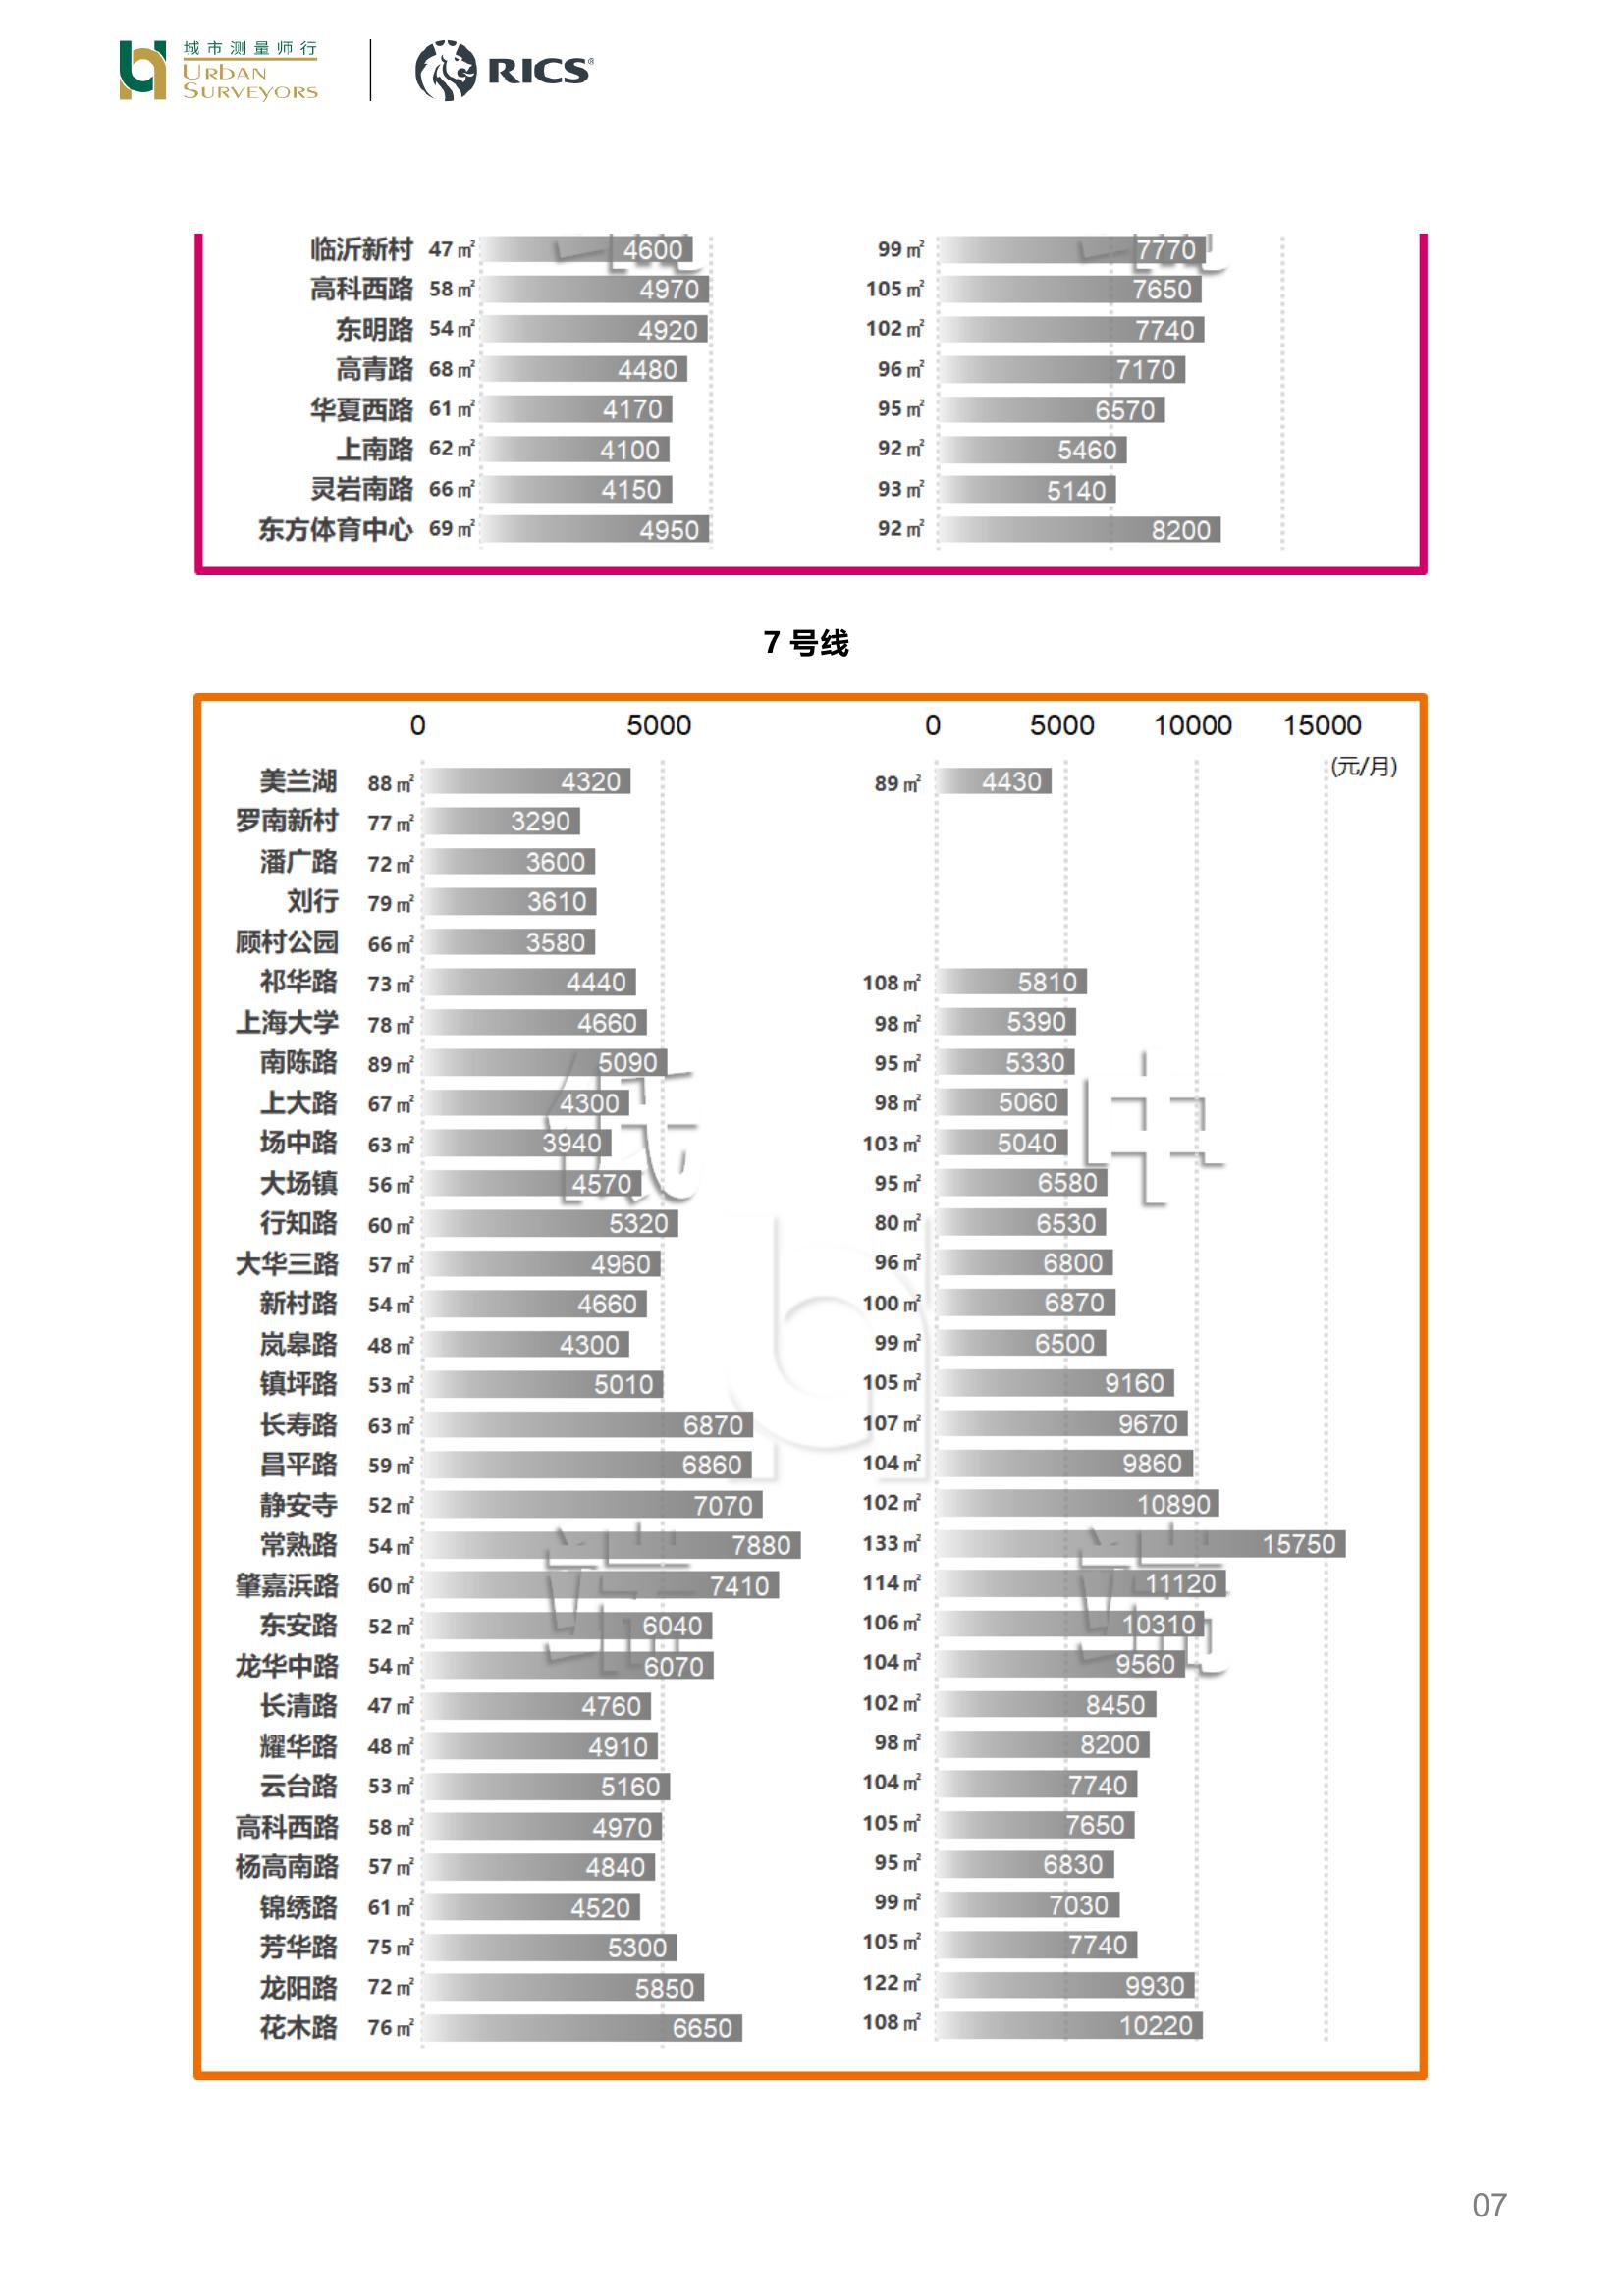 城市测量师行
URBAN
SURVEYORS
RICS®
临沂新村 47㎡ 4600 99㎡ 7770
高科西路 58㎡ 4970 105㎡ 7650
东明路 54㎡ 4920 102㎡ 7740
高青路 68㎡ 4480 96㎡ 7170
华夏西路 61㎡ 4170 95㎡ 6570
上南路 62㎡ 4100 92㎡ 5460
灵岩南路 66㎡ 4150 93㎡ 5140
东方体育中心 69㎡ 4950 92㎡ 8200
7 号线
0 5000 0 5000 10000 15000
(元/月)
美兰湖 88㎡ 4320 89㎡ 4430
罗南新村 77㎡ 3290
潘广路 72㎡ 3600
刘行 79㎡ 3610
顾村公园 66㎡ 3580
祁华路 73㎡ 4440 108㎡ 5810
上海大学 78㎡ 4660 98㎡ 5390
南陈路 89㎡ 5090 95㎡ 5330
上大路 67㎡ 4300 98㎡ 5060
场中路 63㎡ 3940 103㎡ 5040
大场镇 56㎡ 4570 95㎡ 6580
行知路 60㎡ 5320 80㎡ 6530
大华三路 57㎡ 4960 96㎡ 6800
新村路 54㎡ 4660 100㎡ 6870
岚皋路 48㎡ 4300 99㎡ 6500
镇坪路 53㎡ 5010 105㎡ 9160
长寿路 63㎡ 6870 107㎡ 9670
昌平路 59㎡ 6860 104㎡ 9860
静安寺 52㎡ 7070 102㎡ 10890
常熟路 54㎡ 7880 133㎡ 15750
肇嘉浜路 60㎡ 7410 114㎡ 11120
东安路 52㎡ 6040 106㎡ 10310
龙华中路 54㎡ 6070 104㎡ 9560
长清路 47㎡ 4760 102㎡ 8450
耀华路 48㎡ 4910 98㎡ 8200
云台路 53㎡ 5160 104㎡ 7740
高科西路 58㎡ 4970 105㎡ 7650
杨高南路 57㎡ 4840 95㎡ 6830
锦绣路 61㎡ 4520 99㎡ 7030
芳华路 75㎡ 5300 105㎡ 7740
龙阳路 72㎡ 5850 122㎡ 9930
花木路 76㎡ 6650 108㎡ 10220
低端
中端
07